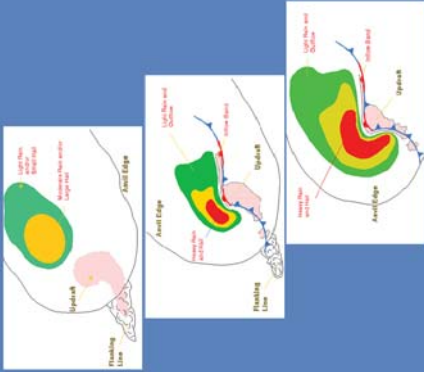 Light Rain
and/or
Small Hail
Moderate Rain and/or
Large Hail
Anvil Edge
Updraft
Flanking
Line
Light Rain and
Outflow
Inflow Band
Anvil Edge
Updraft
Heavy Rain
and Hail
Flanking
Line
Light Rain and
Outflow
Inflow Band
Updraft
Heavy Rain
and Hail
Anvil Edge